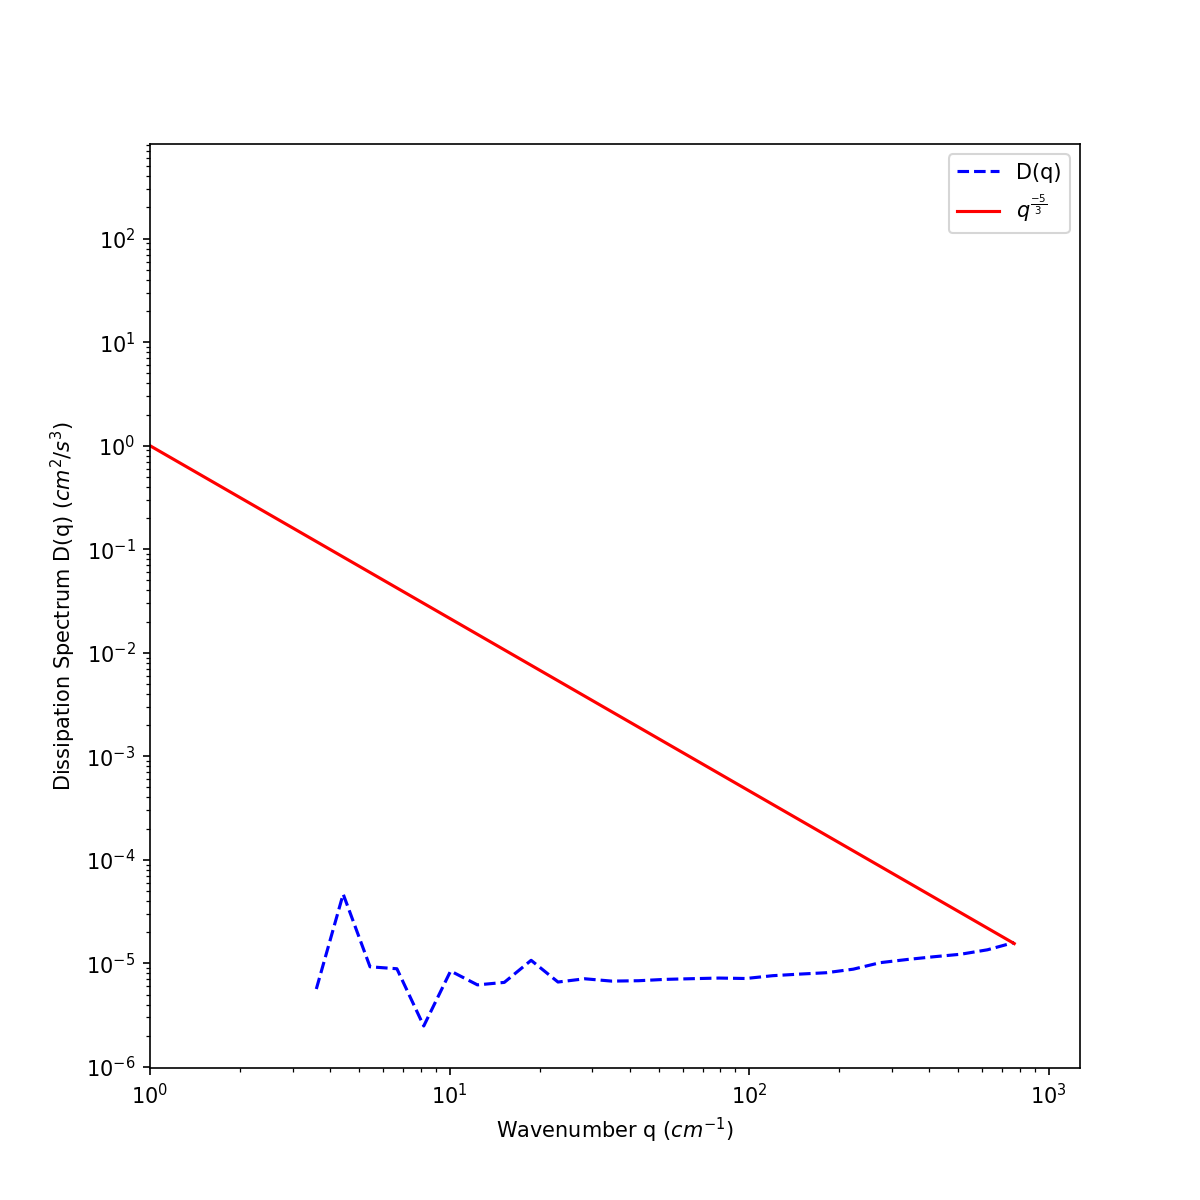 D(q)
q^{\frac{-5}{3}}
10^2
10^1
10^0
10^{-1}
10^{-2}
10^{-3}
10^{-4}
10^{-5}
10^{-6}
Dissipation Spectrum D(q) (cm^2/s^3)
10^0 10^1 10^2 10^3
Wavenumber q (cm^{-1})